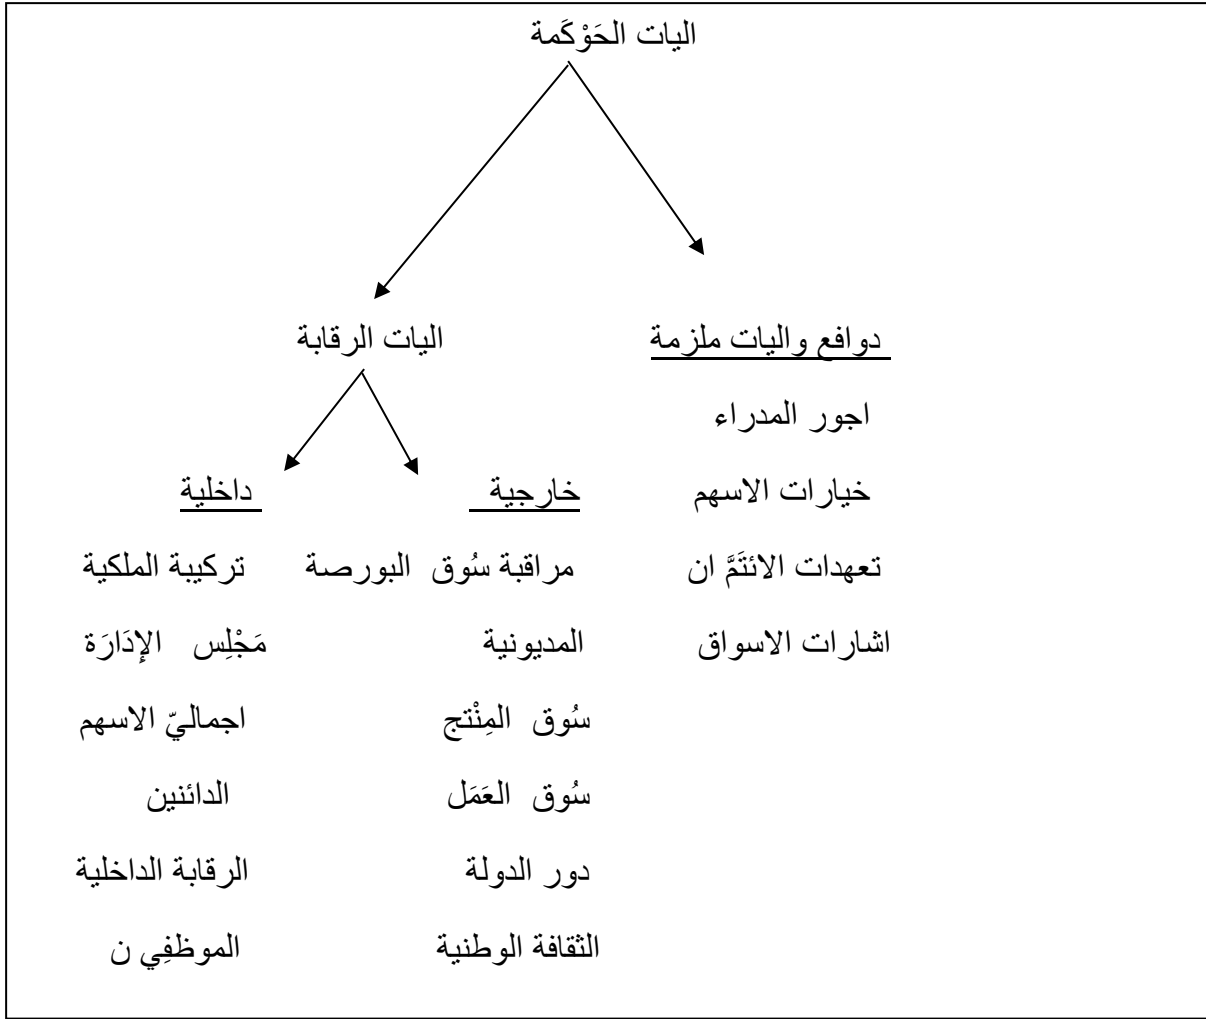 اليات الحَوْكَمة
دوافع واليات ملزمة
اليات الرقابة
اجور المدراء
خيارات الاسهم
خارجية
داخلية
تعهدات الائتَمَّ ان
مراقبة سُوق البورصة
تركيبة الملكية
اشارات الاسواق
المديونية
مَجْلِس الإدَارَة
سُوق المِنْتج
اجماليّ الاسهم
سُوق العَمَل
الدائنين
دور الدولة
الرقابة الداخلية
الثقافة الوطنية
الموظفِي ن